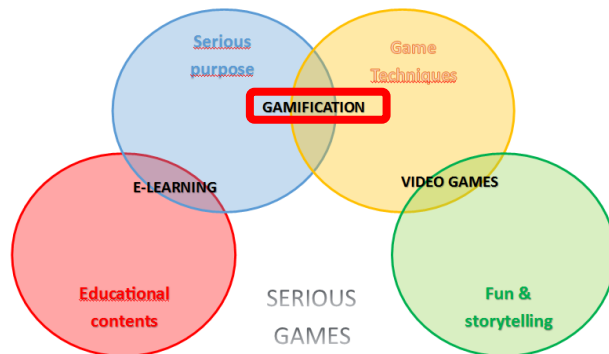 Serious
purpose
Game
Techniques
GAMIFICATION
E-LEARNING
VIDEO GAMES
Educational
contents
SERIOUS
GAMES
Fun &
storytelling